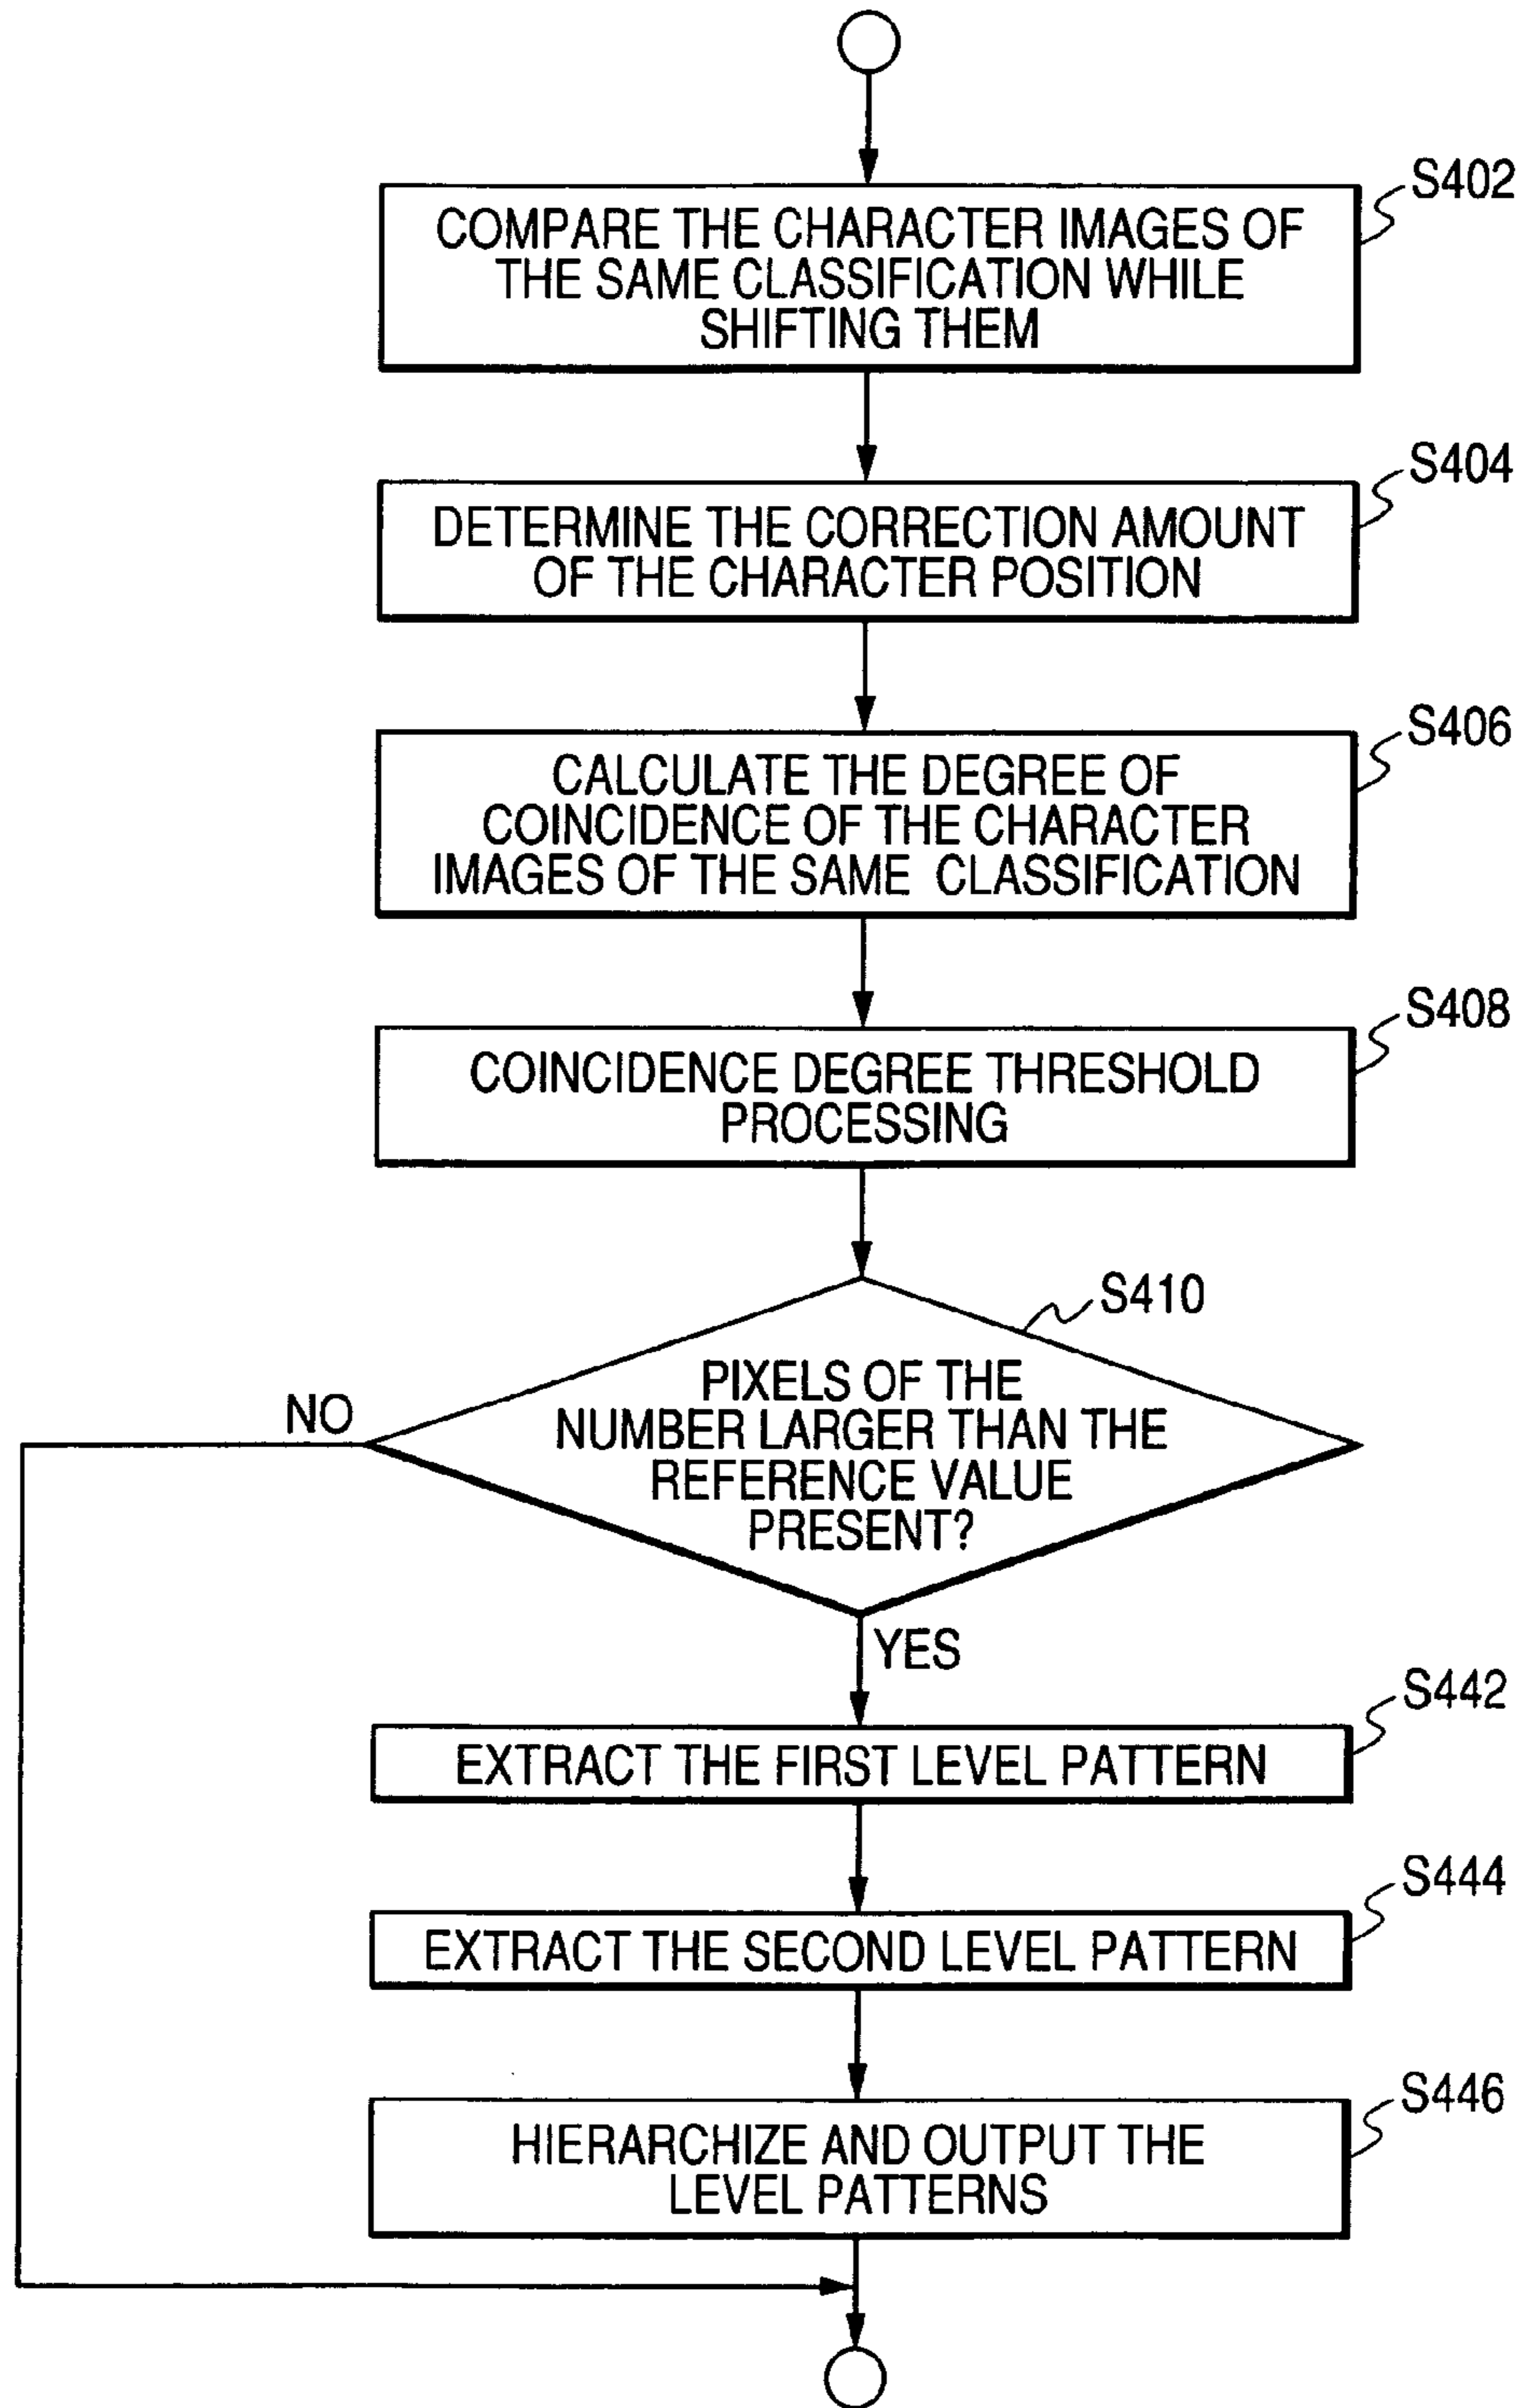 S402
COMPARE THE CHARACTER IMAGES OF
THE SAME CLASSIFICATION WHILE
SHIFTING THEM
S404
DETERMINE THE CORRECTION AMOUNT
OF THE CHARACTER POSITION
S406
CALCULATE THE DEGREE OF
COINCIDENCE OF THE CHARACTER
IMAGES OF THE SAME CLASSIFICATION
S408
COINCIDENCE DEGREE THRESHOLD
PROCESSING
S410
PIXELS OF THE
NUMBER LARGER THAN THE
REFERENCE VALUE
PRESENT?
NO
YES
S442
EXTRACT THE FIRST LEVEL PATTERN
S444
EXTRACT THE SECOND LEVEL PATTERN
S446
HIERARCHIZE AND OUTPUT THE
LEVEL PATTERNS